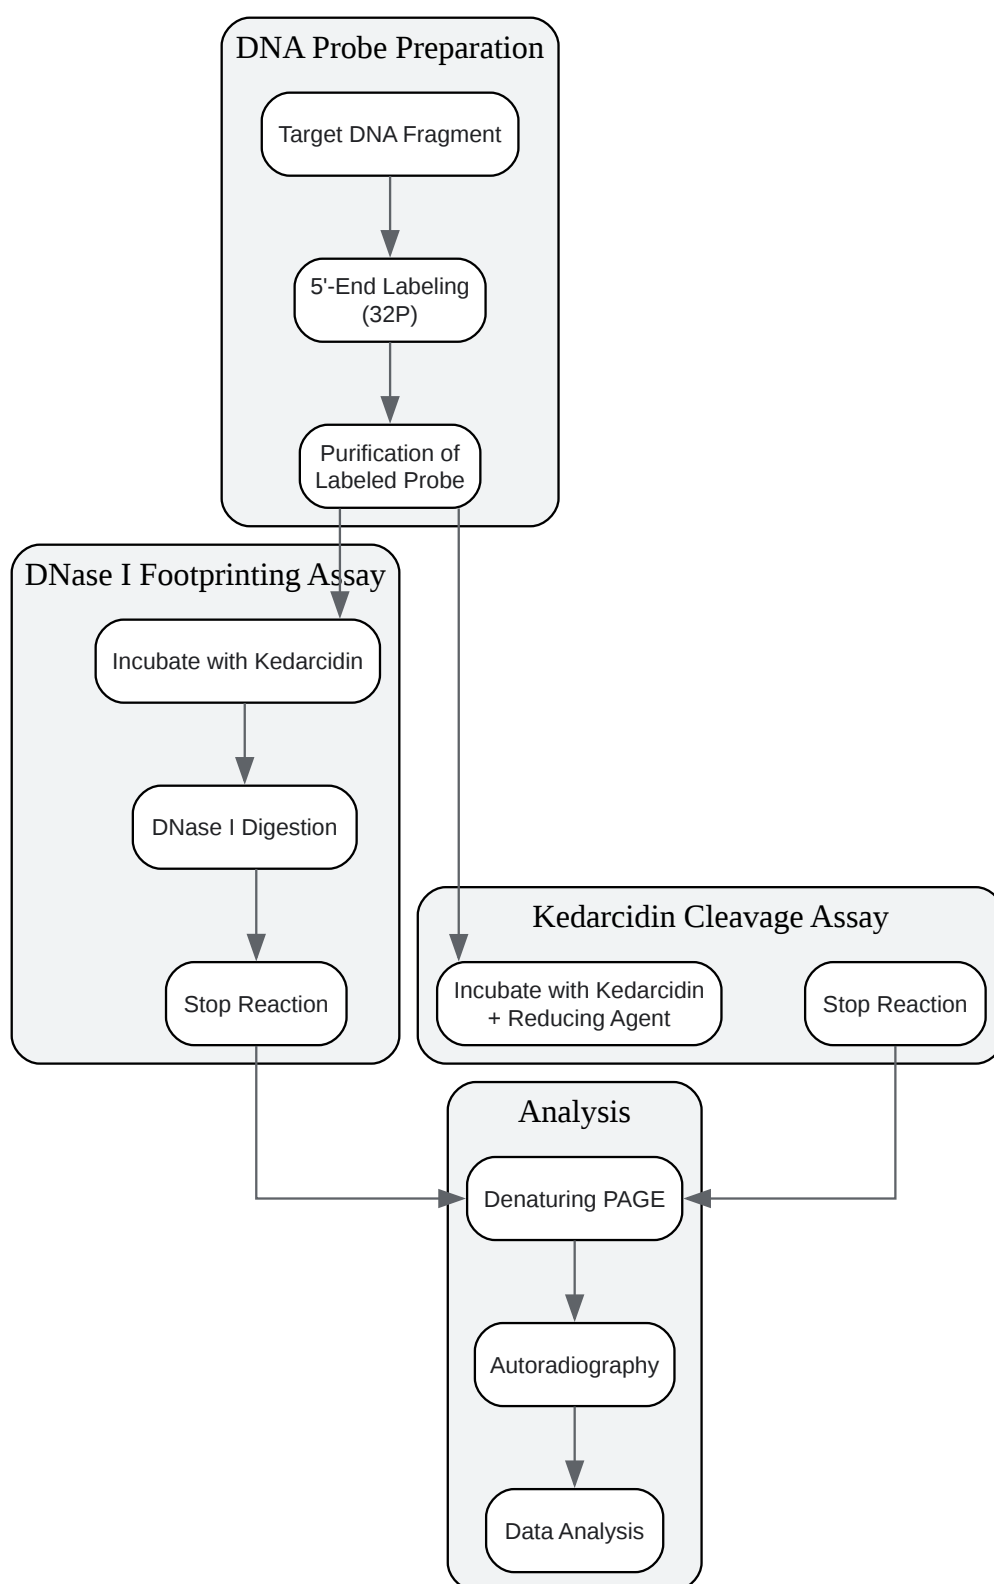 DNA Probe Preparation
Target DNA Fragment
5'-End Labeling
(32P)
Purification of
Labeled Probe
DNase I Footprinting Assay
Incubate with Kedarcidin
DNase I Digestion
Stop Reaction
Kedarcidin Cleavage Assay
Incubate with Kedarcidin
+ Reducing Agent
Stop Reaction
Analysis
Denaturing PAGE
Autoradiography
Data Analysis